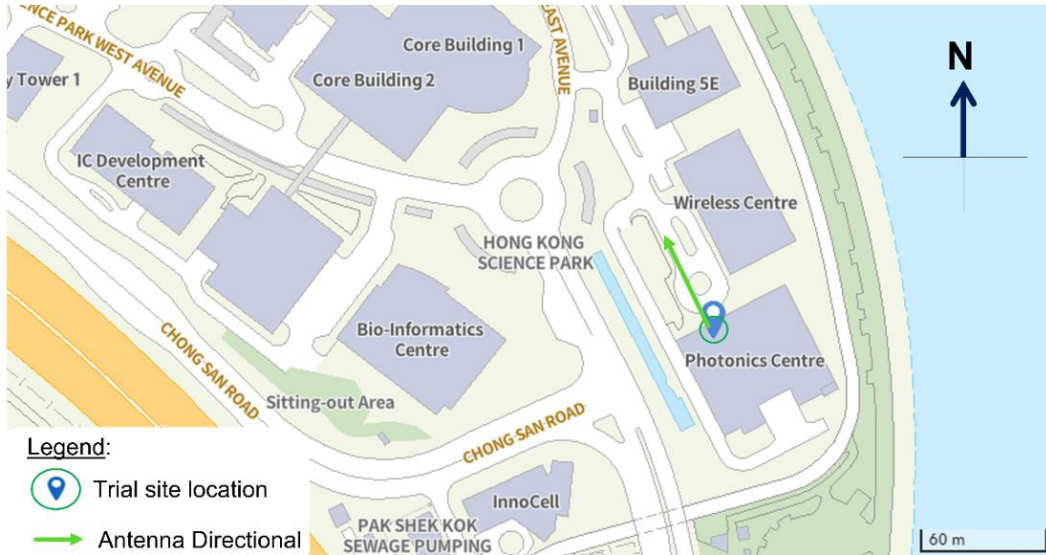 ENCE PARK WEST AVENUE
EAST AVENUE
Core Building 1
Core Building 2
y Tower 1
Building 5E
N
IC Development
Centre
Wireless Centre
HONG KONG
SCIENCE PARK
Bio-Informatics
Centre
Photonics Centre
CHONG SAN ROAD
Sitting-out Area
CHONG SAN ROAD
InnoCell
PAK SHEK KOK
SEWAGE PUMPING
Legend:
Trial site location
Antenna Directional
60 m